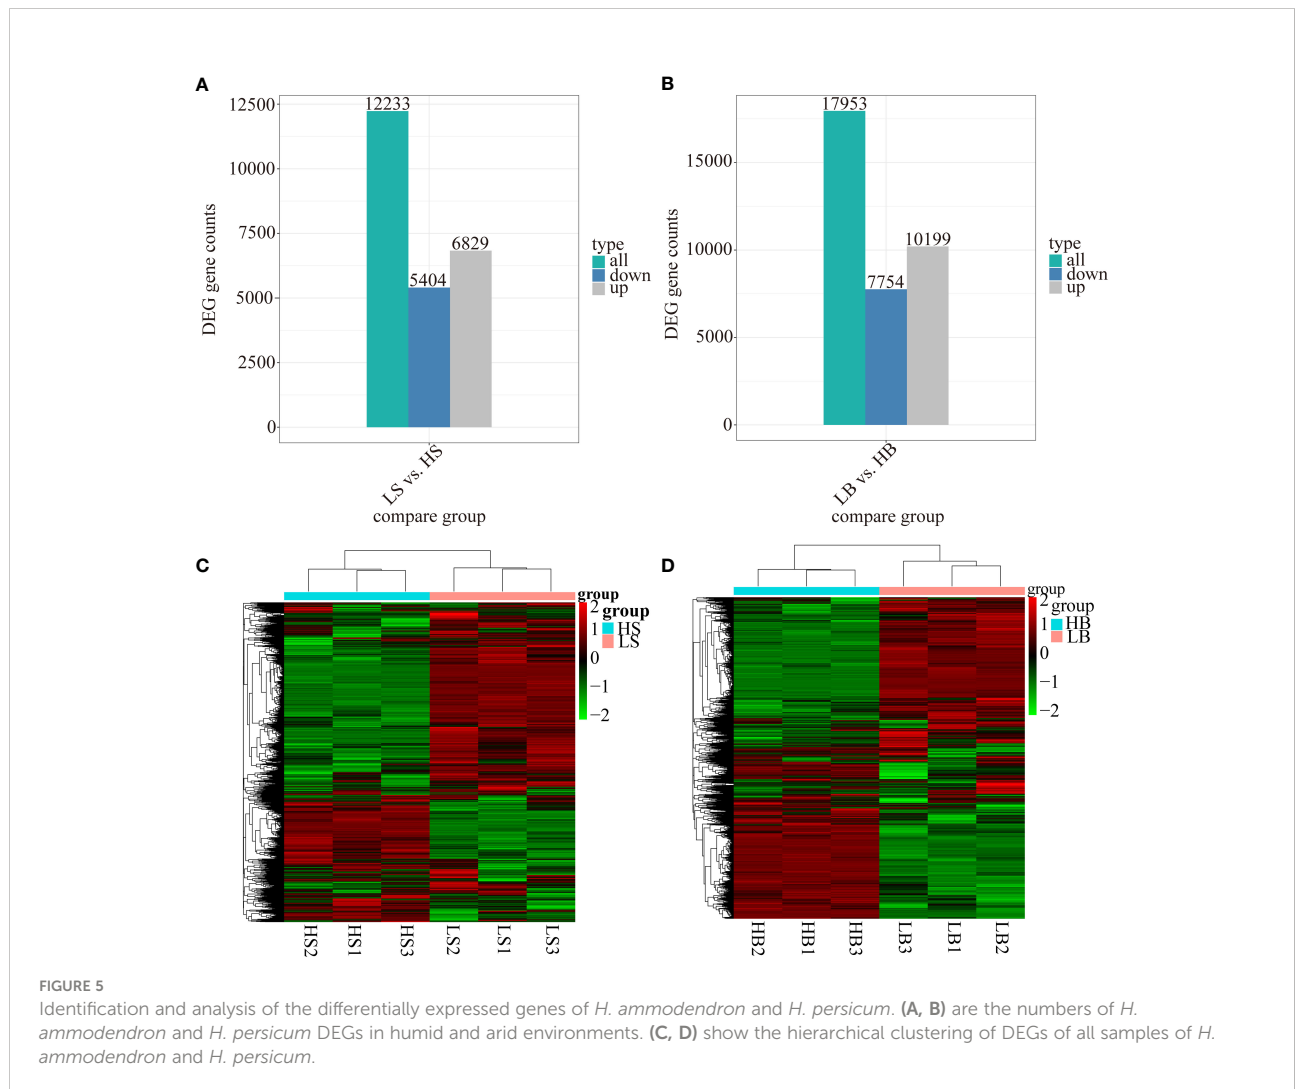 A
B
12500
10000
7500
5000
2500
0
DEG gene counts
12233
5404
6829
type
all
down
up
LS vs. HS
compare group
15000
10000
5000
0
DEG gene counts
17953
7754
10199
type
all
down
up
LB vs. HB
compare group
C
group
2
1
0
−1
−2
group
HS
LS
HS2
HS1
HS3
LS2
LS1
LS3
D
group
2
1
0
−1
−2
group
HB
LB
HB2
HB1
HB3
LB3
LB1
LB2
FIGURE 5
Identification and analysis of the differentially expressed genes of H. ammodendron and H. persicum. (A, B) are the numbers of H.
ammodendron and H. persicum DEGs in humid and arid environments. (C, D) show the hierarchical clustering of DEGs of all samples of H.
ammodendron and H. persicum.